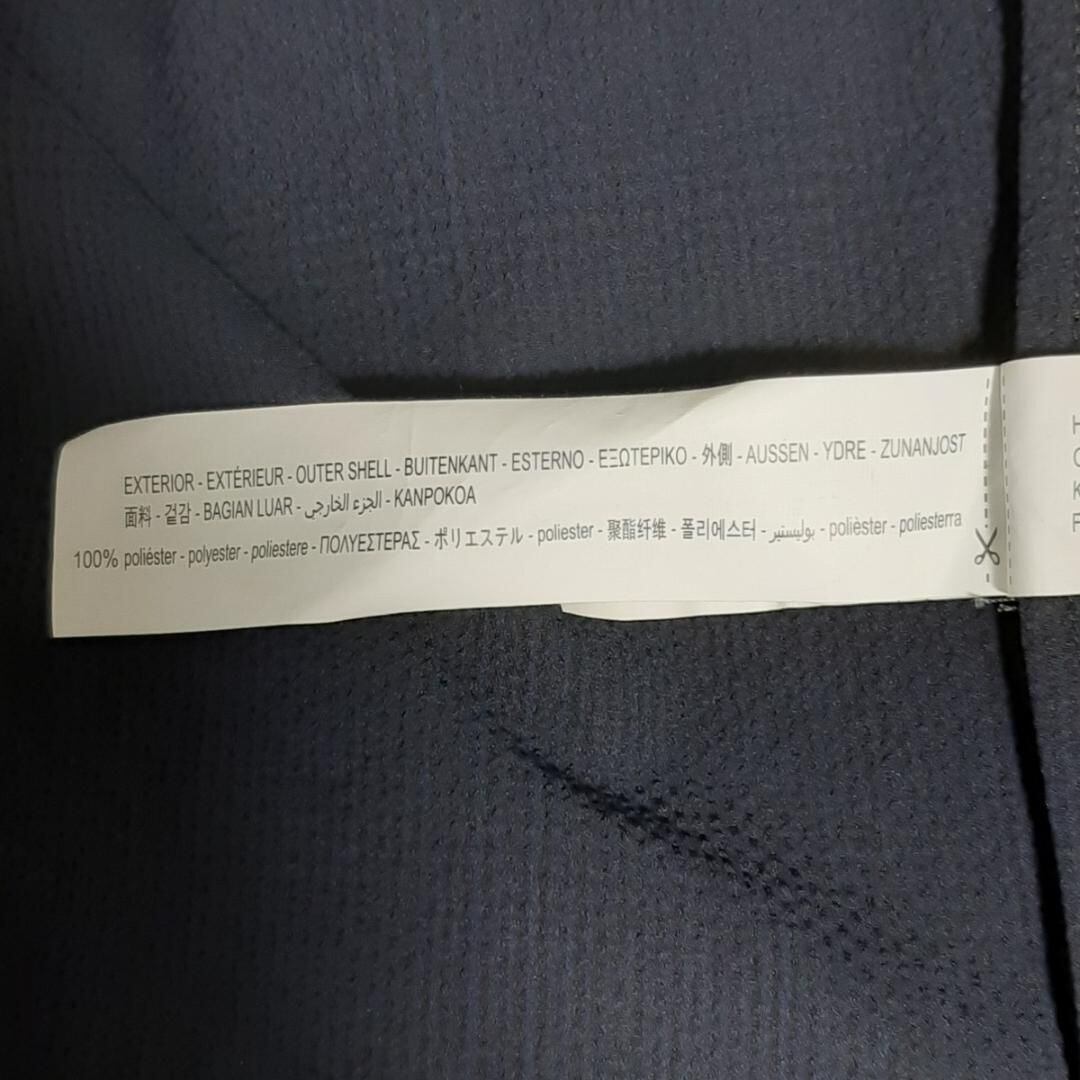 EXTERIOR - EXTÉRIEUR - OUTER SHELL - BUITENKANT - ESTERNO - ΕΞΩΤΕΡΙΚΟ - 外側 - AUSSEN - YDRE - ZUNANJOST
面料 - 겉감 - BAGIAN LUAR - الجزء الخارجي - KANPOKOA
100% poliéster - polyester - poliestere - ΠΟΛΥΕΣΤΕΡΑΣ - ポリエステル - poliester - 聚酯纤维 - 폴리에스터 - بوليستير - polièster - poliesterra